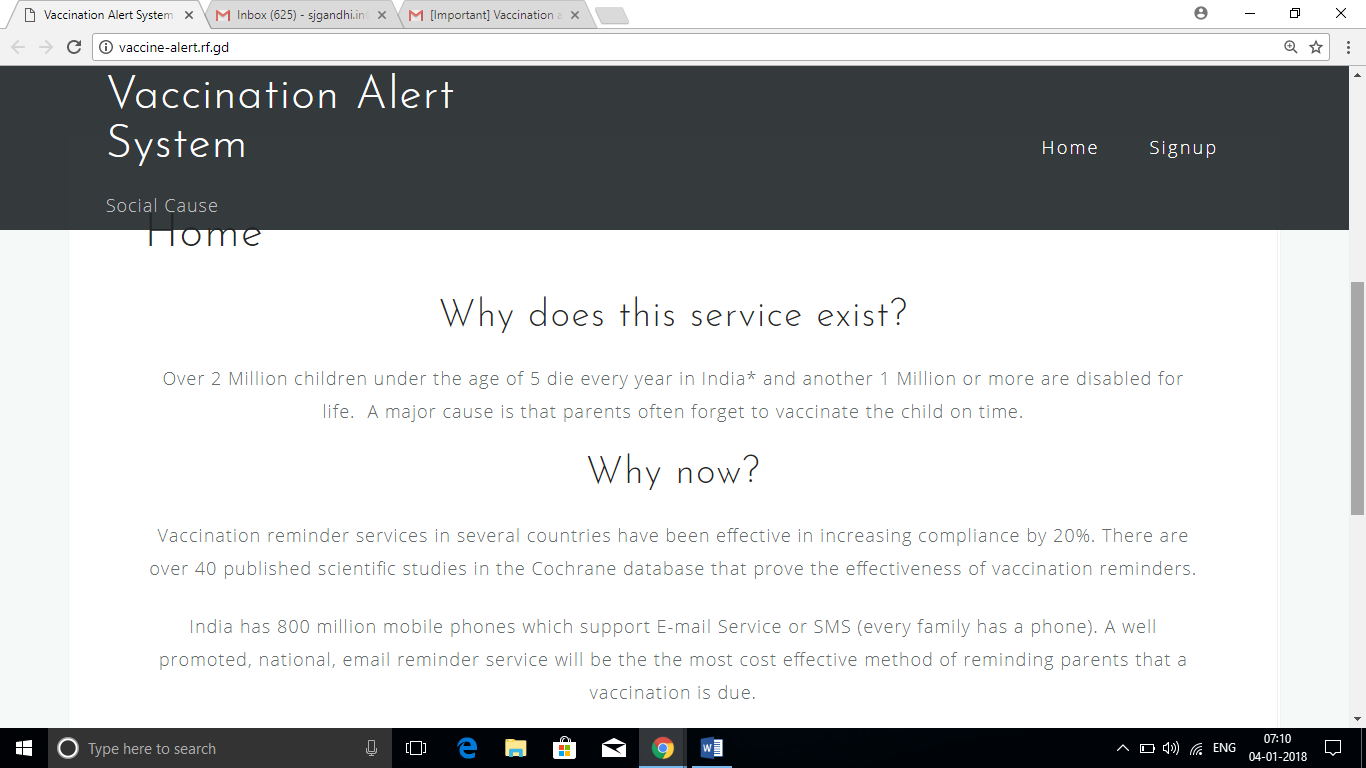 Vaccination Alert System
Inbox (625) - sjgandhi.in
[Important] Vaccination a
vaccine-alert.rf.gd
Vaccination Alert
System
Home Signup
Social Cause
Home
Why does this service exist?
Over 2 Million children under the age of 5 die every year in India* and another 1 Million or more are disabled for
life. A major cause is that parents often forget to vaccinate the child on time.
Why now?
Vaccination reminder services in several countries have been effective in increasing compliance by 20%. There are
over 40 published scientific studies in the Cochrane database that prove the effectiveness of vaccination reminders.
India has 800 million mobile phones which support E-mail Service or SMS (every family has a phone). A well
promoted, national, email reminder service will be the the most cost effective method of reminding parents that a
vaccination is due.
Type here to search
ENG
07:10
04-01-2018